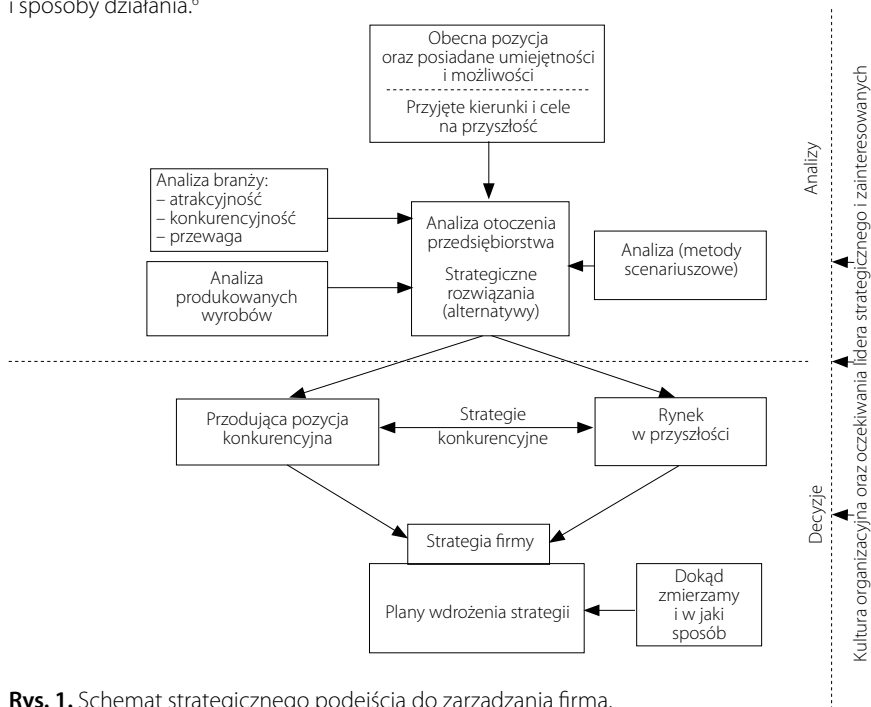 i sposoby działania.⁶
Obecna pozycja
oraz posiadane umiejętności
i możliwości
Przyjęte kierunki i cele
na przyszłość
Analiza branży:
– atrakcyjność
– konkurencyjność
– przewaga
Analiza
produkowanych
wyrobów
Analiza otoczenia
przedsiębiorstwa
Strategiczne
rozwiązania
(alternatywy)
Analiza (metody
scenariuszowe)
Analizy
Przodująca pozycja
konkurencyjna
Strategie
konkurencyjne
Rynek
w przyszłości
Strategia firmy
Plany wdrożenia strategii
Dokąd
zmierzamy
i w jaki
sposób
Decyzje
Kultura organizacyjna oraz oczekiwania lidera strategicznego i zainteresowanych
Rys. 1. Schemat strategicznego podejścia do zarządzania firmą.